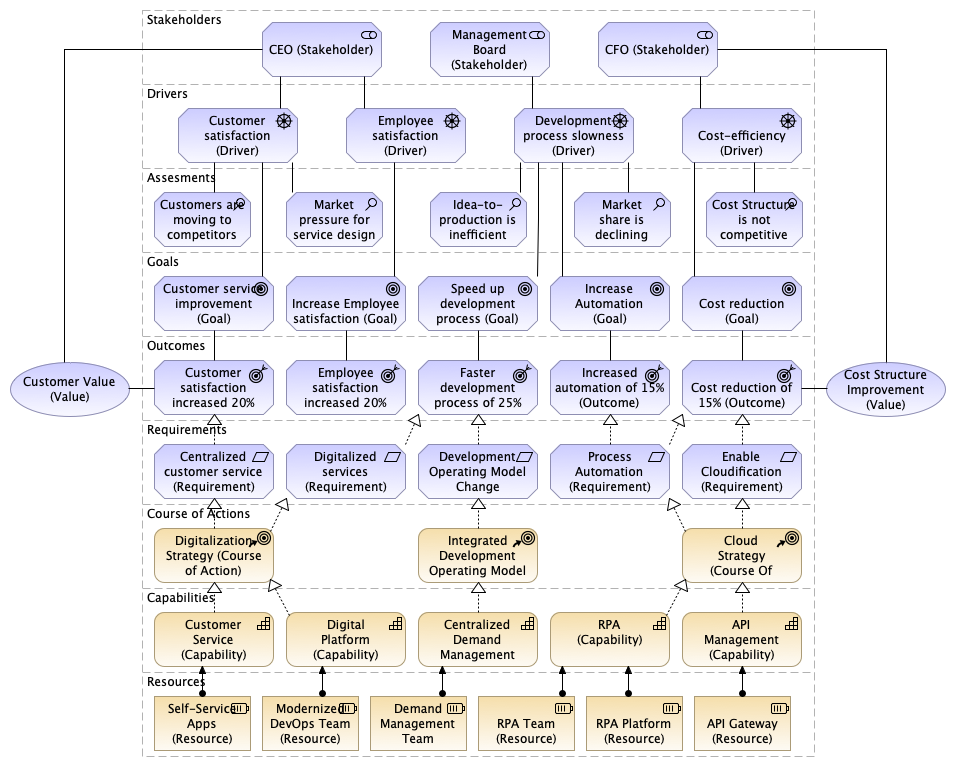 Stakeholders
CEO (Stakeholder)
Management
Board
(Stakeholder)
CFO (Stakeholder)
Drivers
Customer
satisfaction
(Driver)
Employee
satisfaction
(Driver)
Development
process slowness
(Driver)
Cost-efficiency
(Driver)
Assesments
Customers are
moving to
competitors
Market
pressure for
service design
Idea-to-
production is
inefficient
Market
share is
declining
Cost Structure
is not
competitive
Goals
Customer service
improvement
(Goal)
Increase Employee
satisfaction (Goal)
Speed up
development
process (Goal)
Increase
Automation
(Goal)
Cost reduction
(Goal)
Outcomes
Customer Value
(Value)
Customer
satisfaction
increased 20%
Employee
satisfaction
increased 20%
Faster
development
process of 25%
Increased
automation of 15%
(Outcome)
Cost reduction of
15% (Outcome)
Cost Structure
Improvement
(Value)
Requirements
Centralized
customer service
(Requirement)
Digitalized
services
(Requirement)
Development
Operating Model
Change
Process
Automation
(Requirement)
Enable
Cloudification
(Requirement)
Course of Actions
Digitalization
Strategy (Course
of Action)
Integrated
Development
Operating Model
Cloud
Strategy
(Course Of
Capabilities
Customer
Service
(Capability)
Digital
Platform
(Capability)
Centralized
Demand
Management
RPA
(Capability)
API
Management
(Capability)
Resources
Self-Service
Apps
(Resource)
Modernized
DevOps Team
(Resource)
Demand
Management
Team
RPA Team
(Resource)
RPA Platform
(Resource)
API Gateway
(Resource)